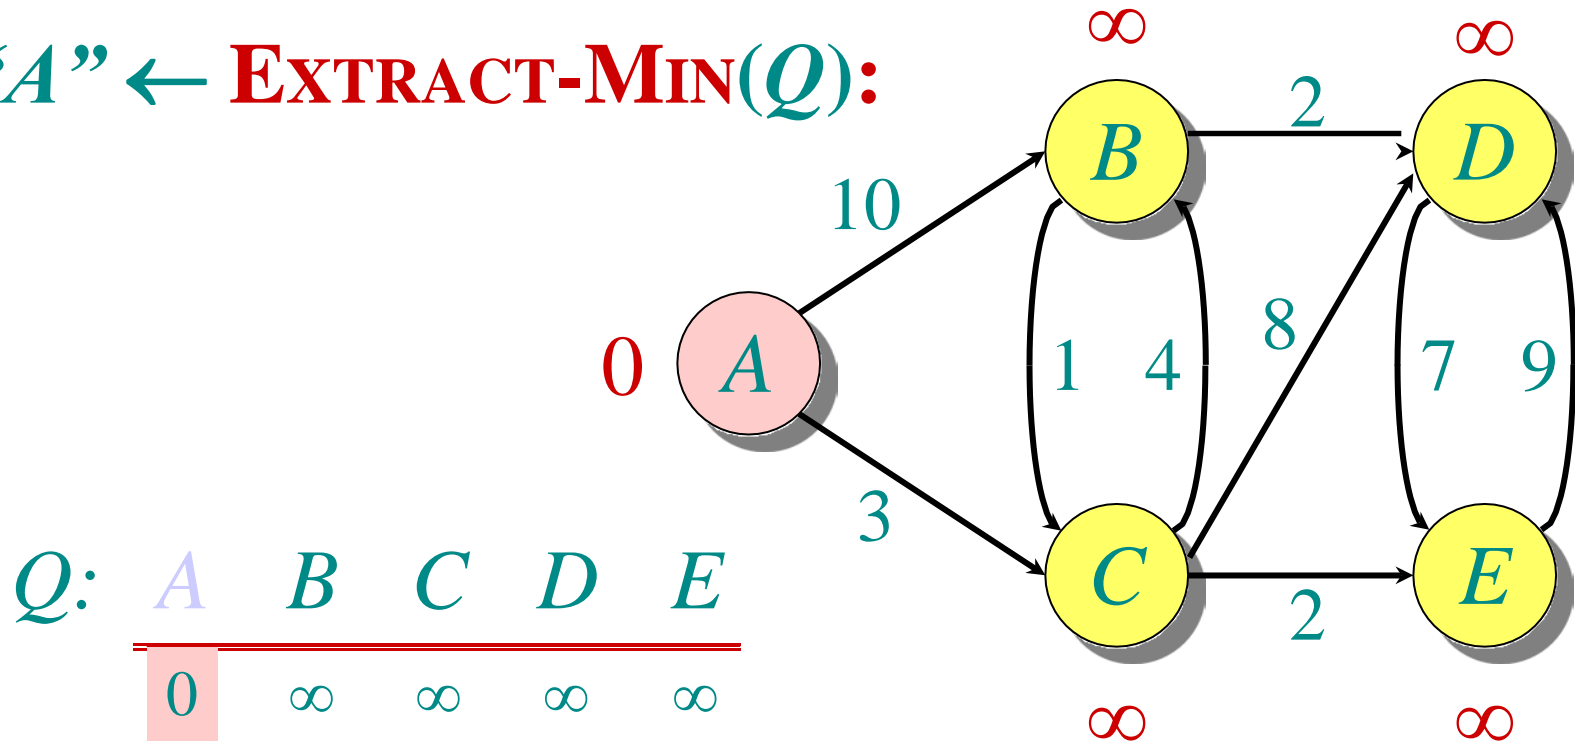 “A” ← EXTRACT-MIN(Q):
∞ ∞
B 2 D
10
A
0
1 4 8 7 9
3
C 2 E
∞ ∞
Q: A B C D E
0 ∞ ∞ ∞ ∞